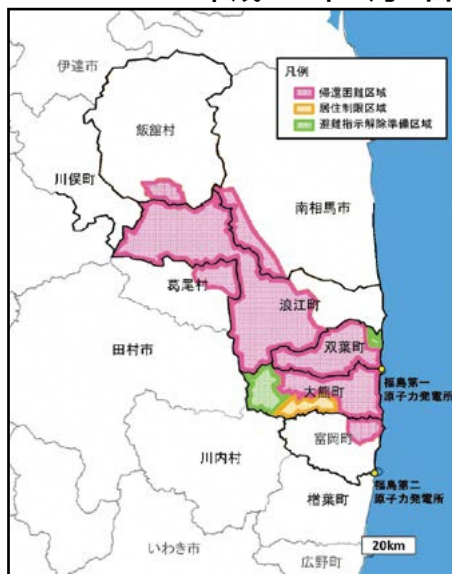 凡例
帰還困難区域
居住制限区域
避難指示解除準備区域
伊達市
飯舘村
川俣町
南相馬市
葛尾村
浪江町
田村市
双葉町
福島第一
原子力発電所
大熊町
富岡町
川内村
福島第二
原子力発電所
楢葉町
いわき市
20km
広野町